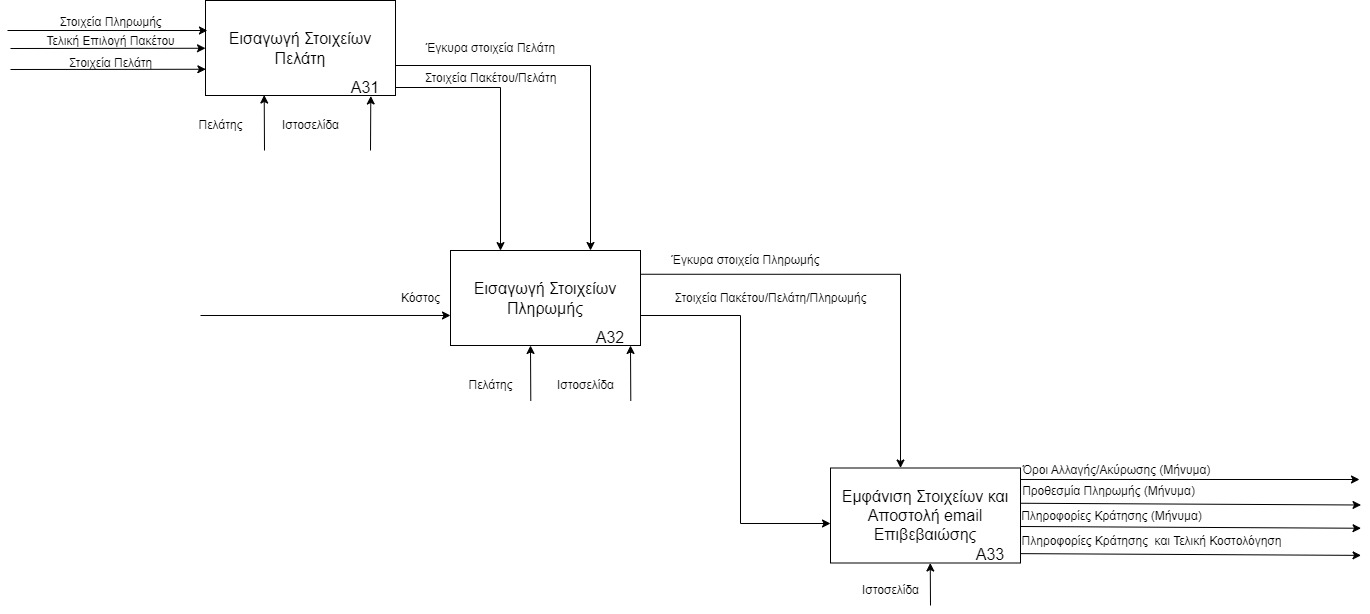 Στοιχεία Πληρωμής
Τελική Επιλογή Πακέτου
Στοιχεία Πελάτη
Εισαγωγή Στοιχείων
Πελάτη
A31
Έγκυρα στοιχεία Πελάτη
Στοιχεία Πακέτου/Πελάτη
Πελάτης
Ιστοσελίδα
Κόστος
Εισαγωγή Στοιχείων
Πληρωμής
A32
Έγκυρα στοιχεία Πληρωμής
Στοιχεία Πακέτου/Πελάτη/Πληρωμής
Πελάτης
Ιστοσελίδα
Εμφάνιση Στοιχείων και
Αποστολή email
Επιβεβαιώσης
A33
Όροι Αλλαγής/Ακύρωσης (Μήνυμα)
Προθεσμία Πληρωμής (Μήνυμα)
Πληροφορίες Κράτησης (Μήνυμα)
Πληροφορίες Κράτησης και Τελική Κοστολόγηση
Ιστοσελίδα